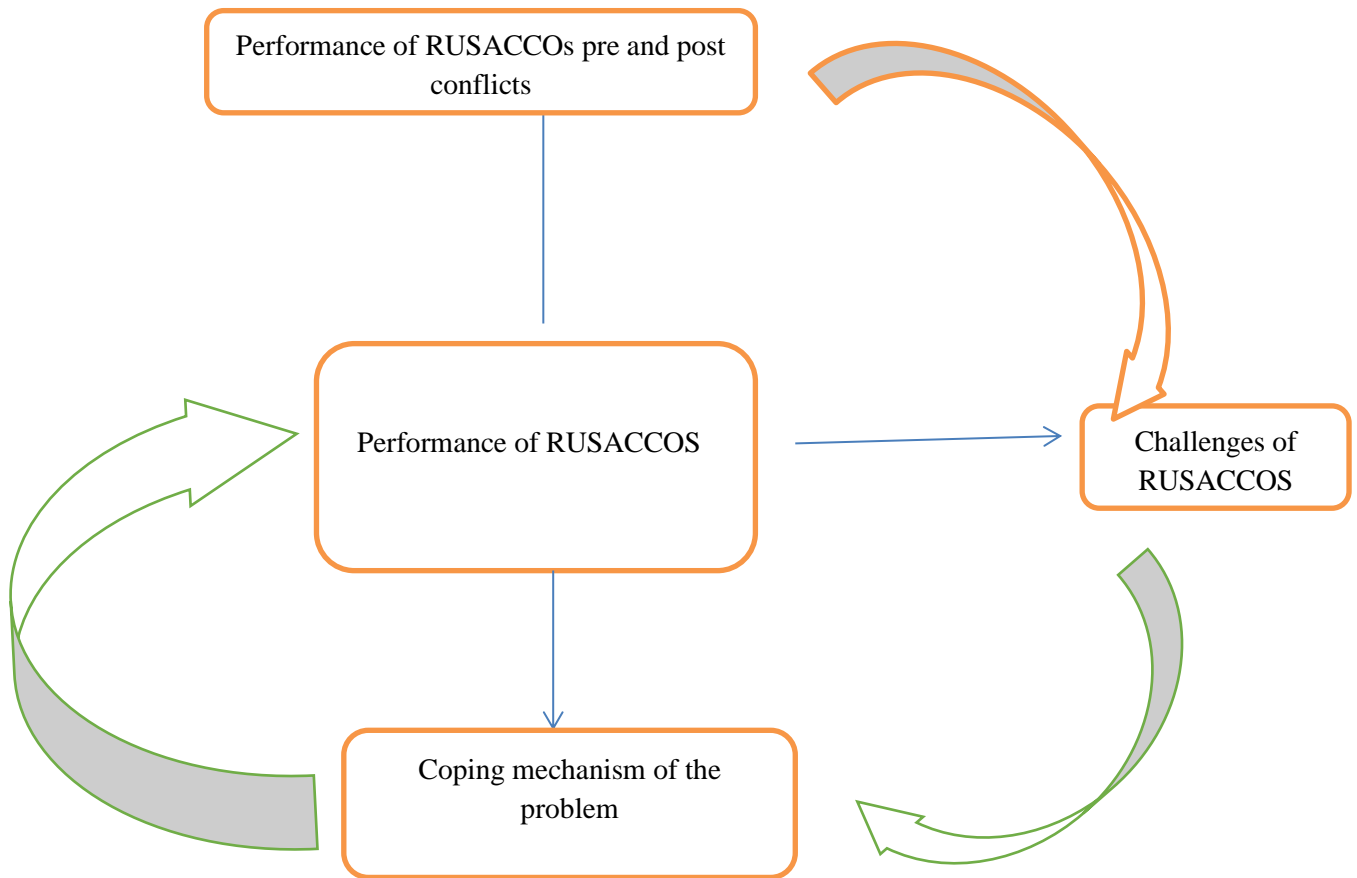 Performance of RUSACCOs pre and post
conflicts
Performance of RUSACCOS
Challenges of
RUSACCOS
Coping mechanism of the
problem